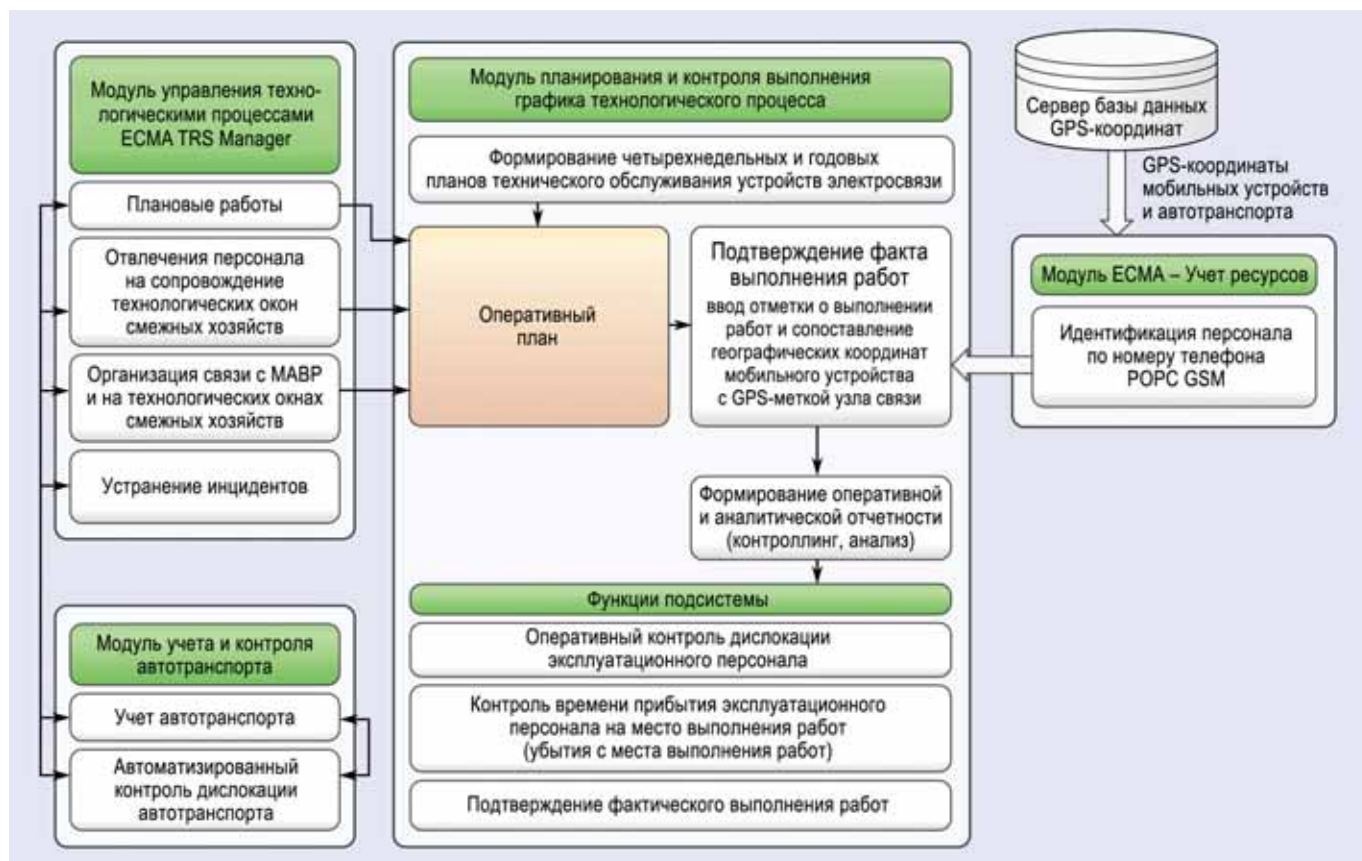 Модуль управления техно-
логическими процессами
ЕСМА TRS Manager
Плановые работы
Отвлечения персонала
на сопровождение
технологических окон
смежных хозяйств
Организация связи с МАВР
и на технологических окнах
смежных хозяйств
Устранение инцидентов
Модуль учета и контроля
автотранспорта
Учет автотранспорта
Автоматизированный
контроль дислокации
автотранспорта
Модуль планирования и контроля выполнения
графика технологического процесса
Формирование четырехнедельных и годовых
планов технического обслуживания устройств электросвязи
Оперативный
план
Подтверждение факта
выполнения работ
ввод отметки о выполнении
работ и сопоставление
географических координат
мобильного устройства
с GPS-меткой узла связи
Формирование оперативной
и аналитической отчетности
(контроллинг, анализ)
Функции подсистемы
Оперативный контроль дислокации
эксплуатационного персонала
Контроль времени прибытия эксплуатационного
персонала на место выполнения работ
(убытия с места выполнения работ)
Подтверждение фактического выполнения работ
Сервер базы данных
GPS-координат
GPS-координаты
мобильных устройств
и автотранспорта
Модуль ЕСМА – Учет ресурсов
Идентификация персонала
по номеру телефона
РОРС GSM